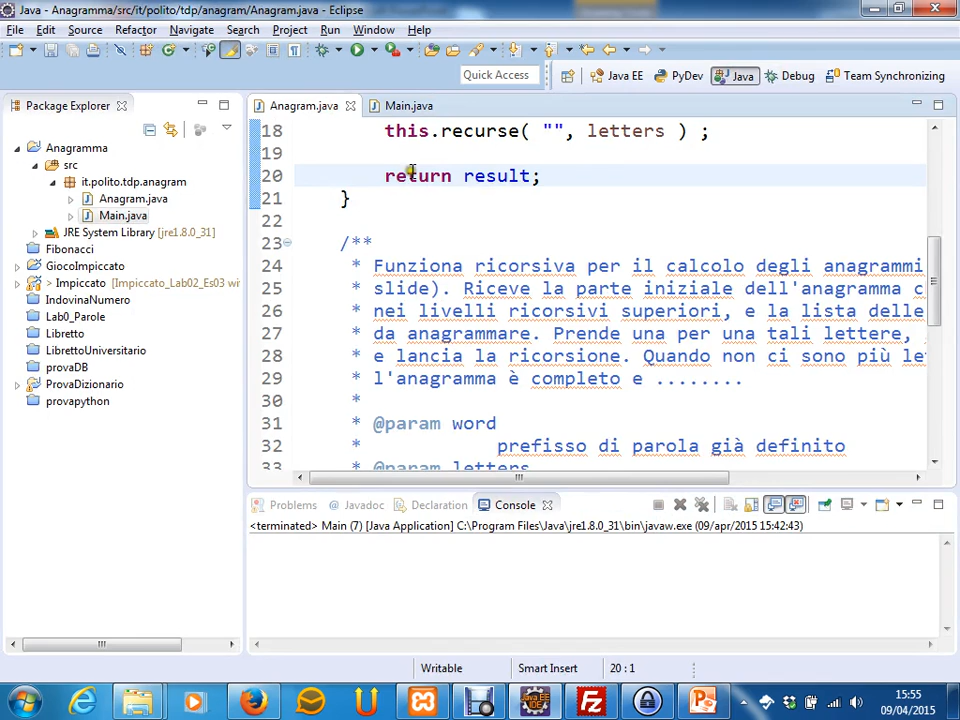 Java - Anagramma/src/it/polito/tdp/anagram/Anagram.java - Eclipse
File Edit Source Refactor Navigate Search Project Run Window Help
Quick Access Java EE PyDev Java Debug Team Synchronizing
Package Explorer
Anagram.java Main.java
Anagramma
src
it.polito.tdp.anagram
Anagram.java
Main.java
JRE System Library [jre1.8.0_31]
Fibonacci
GiocoImpiccato
> Impiccato [Impiccato_Lab02_Es03 wi
IndovinaNumero
Lab0_Parole
Libretto
LibrettoUniversitario
provaDB
ProvaDizionario
provapython
18 this.recurse( "", letters ) ;
19
20 return result;
21 }
22
23 /**
24 * Funziona ricorsiva per il calcolo degli anagrammi
25 * slide). Riceve la parte iniziale dell'anagramma c
26 * nei livelli ricorsivi superiori, e la lista delle
27 * da anagrammare. Prende una per una tali lettere,
28 * e lancia la ricorsione. Quando non ci sono più le
29 * l'anagramma è completo e ........
30 *
31 * @param word
32 * prefisso di parola già definito
33 * @param letters
Problems Javadoc Declaration Console
<terminated> Main (7) [Java Application] C:\Program Files\Java\jre1.8.0_31\bin\javaw.exe (09/apr/2015 15:42:43)
Writable Smart Insert 20 : 1
15:55
09/04/2015